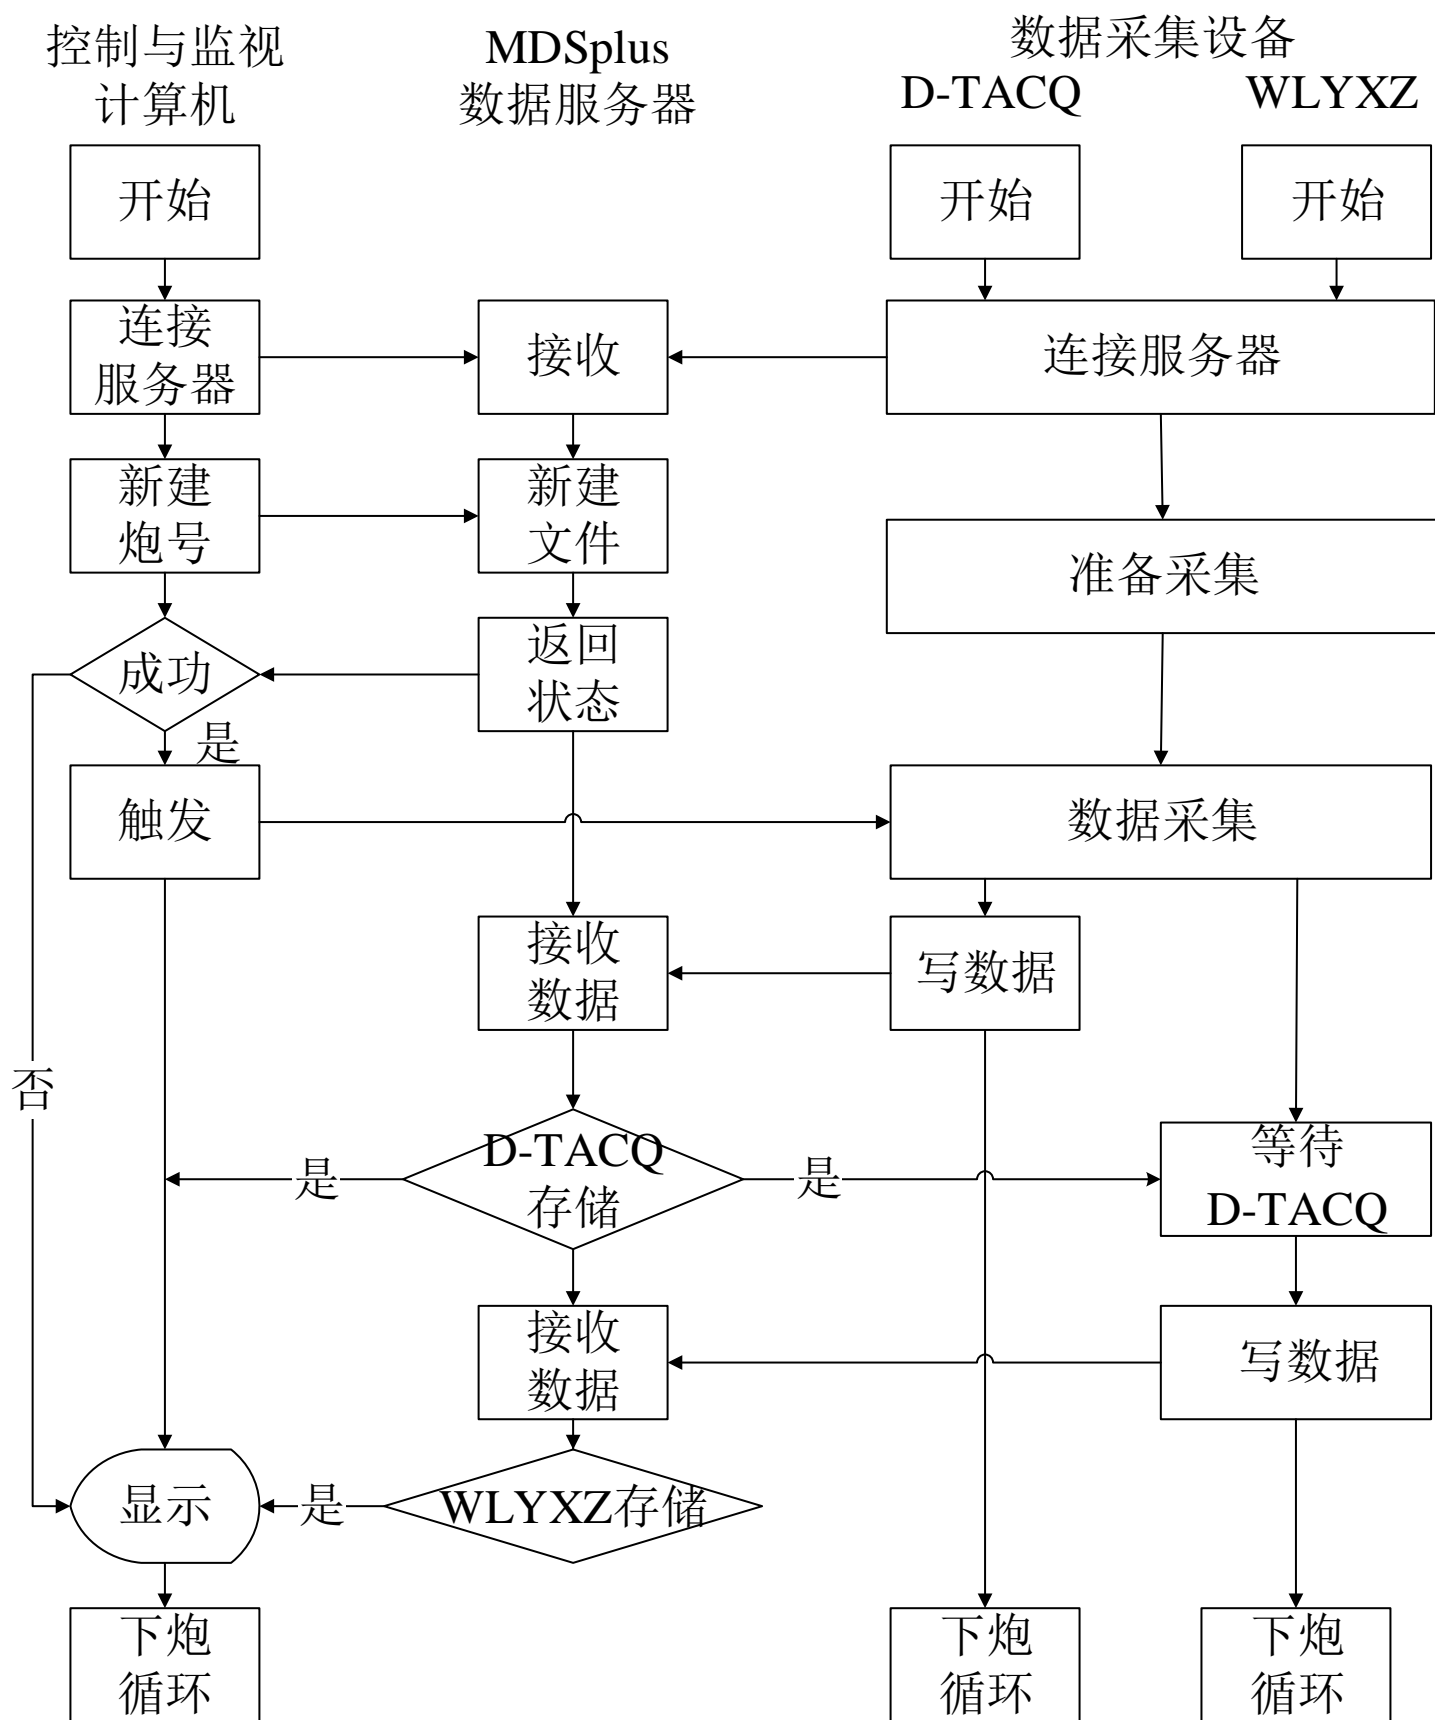 控制与监视
计算机
MDSplus
数据服务器
数据采集设备
D-TACQ
WLYXZ
开始
开始
开始
连接
服务器
接收
连接服务器
新建
炮号
新建
文件
准备采集
成功
返回
状态
是
触发
数据采集
接收
数据
写数据
否
D-TACQ
存储
是
是
等待
D-TACQ
接收
数据
写数据
显示
是
WLYXZ存储
下炮
循环
下炮
循环
下炮
循环